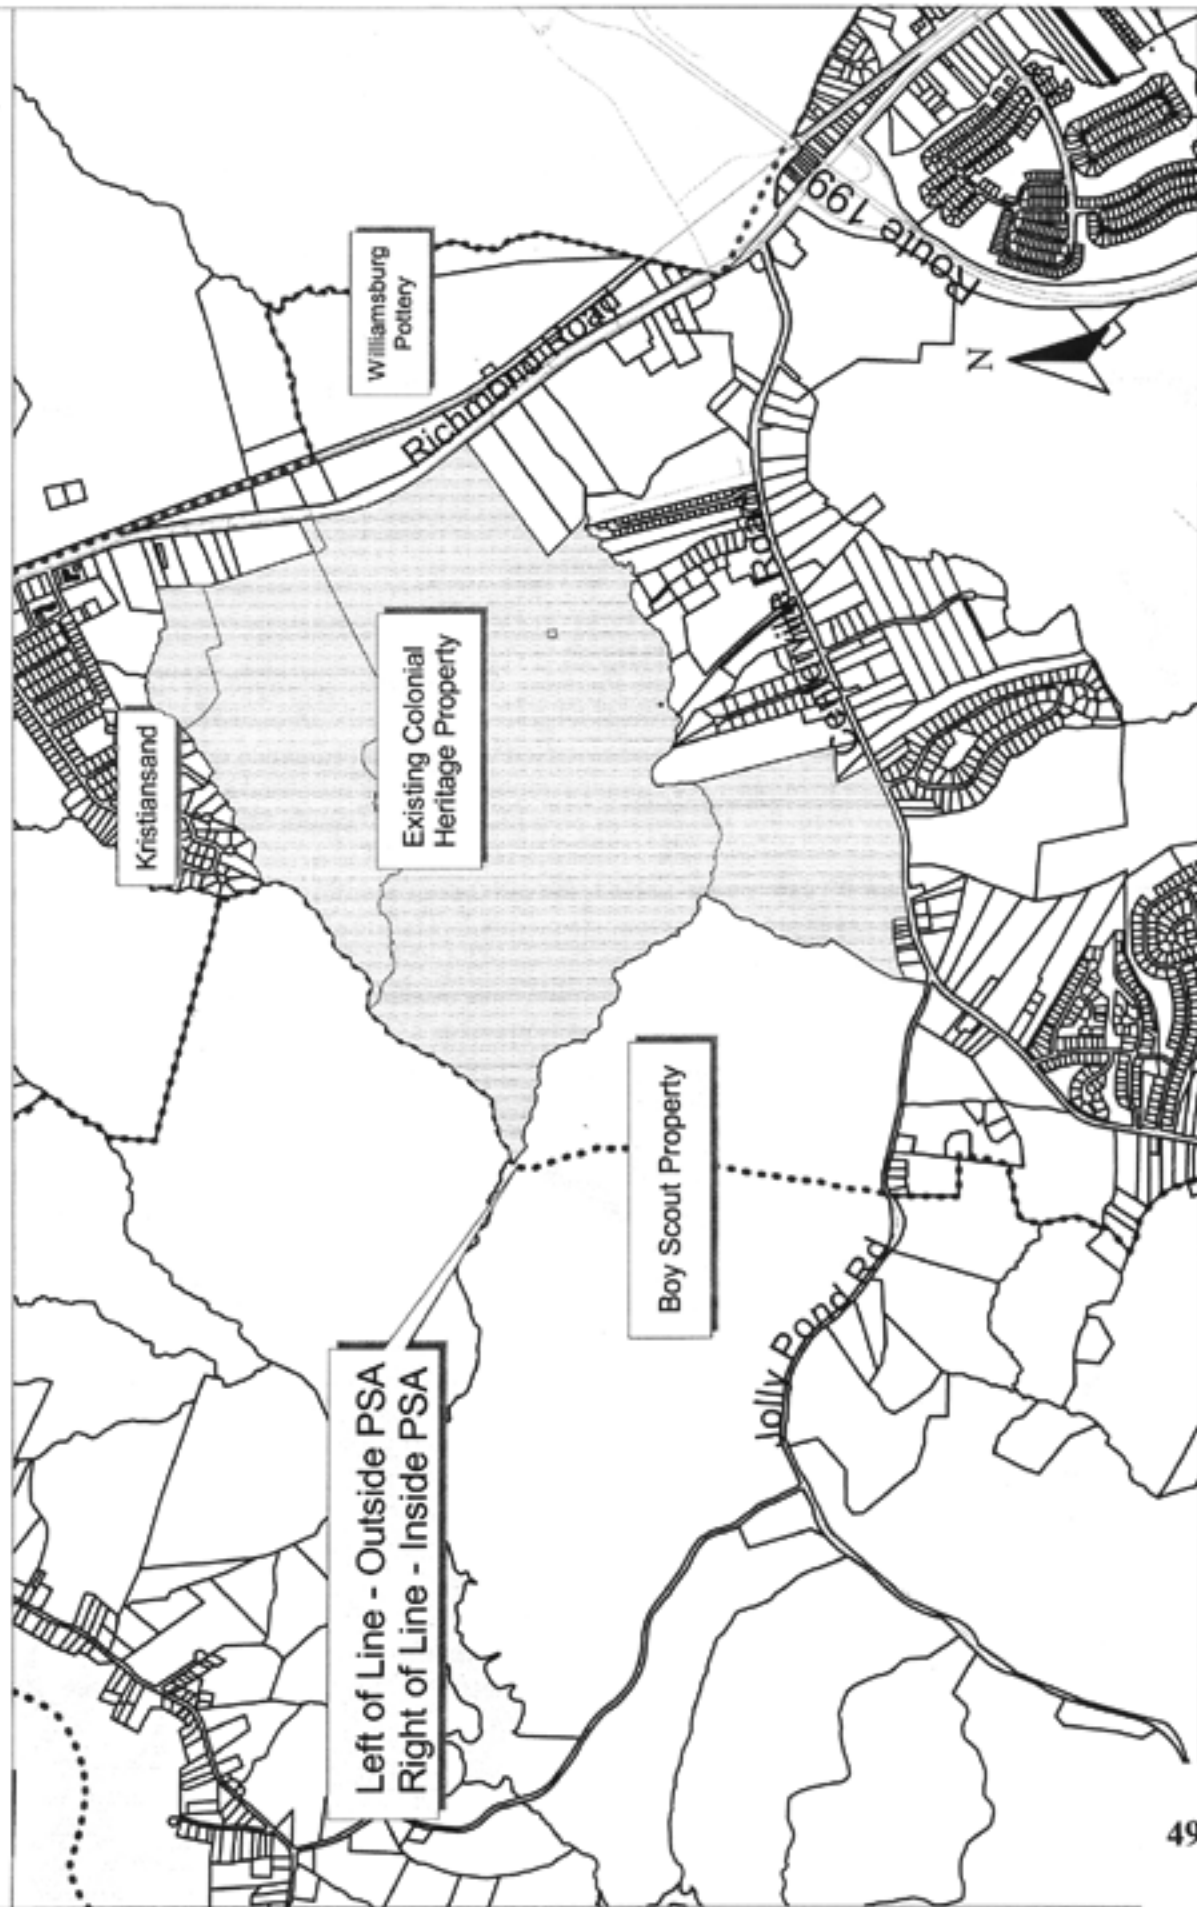 Williamsburg
Pottery
Richmond Road
Route 199
N
Kristiansand
Existing Colonial
Heritage Property
Centerville Road
Boy Scout Property
Left of Line - Outside PSA
Right of Line - Inside PSA
Jolly Pond Rd
49